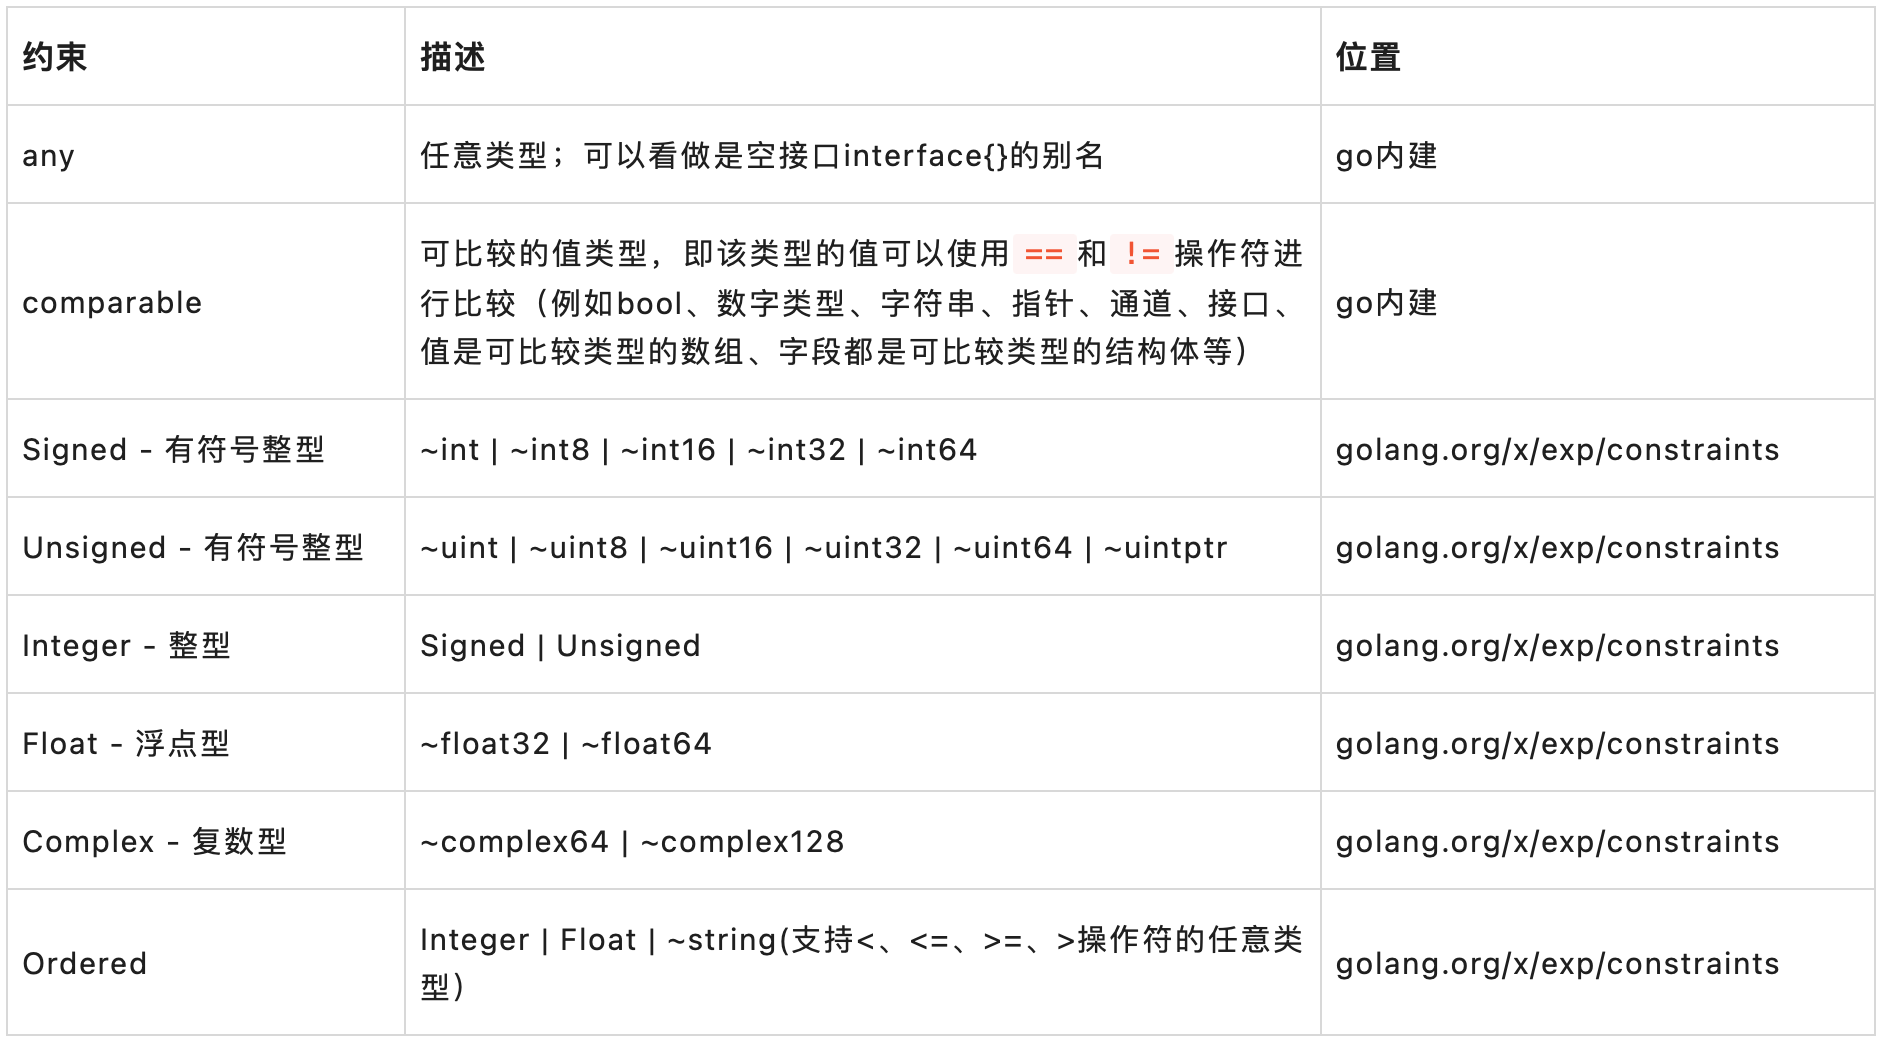 约束 描述 位置
any 任意类型；可以看做是空接口interface{}的别名 go内建
可比较的值类型，即该类型的值可以使用 == 和 != 操作符进
comparable 行比较（例如bool、数字类型、字符串、指针、通道、接口、 go内建
值是可比较类型的数组、字段都是可比较类型的结构体等）
Signed - 有符号整型 ~int | ~int8 | ~int16 | ~int32 | ~int64 golang.org/x/exp/constraints
Unsigned - 有符号整型 ~uint | ~uint8 | ~uint16 | ~uint32 | ~uint64 | ~uintptr golang.org/x/exp/constraints
Integer - 整型 Signed | Unsigned golang.org/x/exp/constraints
Float - 浮点型 ~float32 | ~float64 golang.org/x/exp/constraints
Complex - 复数型 ~complex64 | ~complex128 golang.org/x/exp/constraints
Ordered Integer | Float | ~string(支持<、<=、>=、>操作符的任意类 golang.org/x/exp/constraints
型）